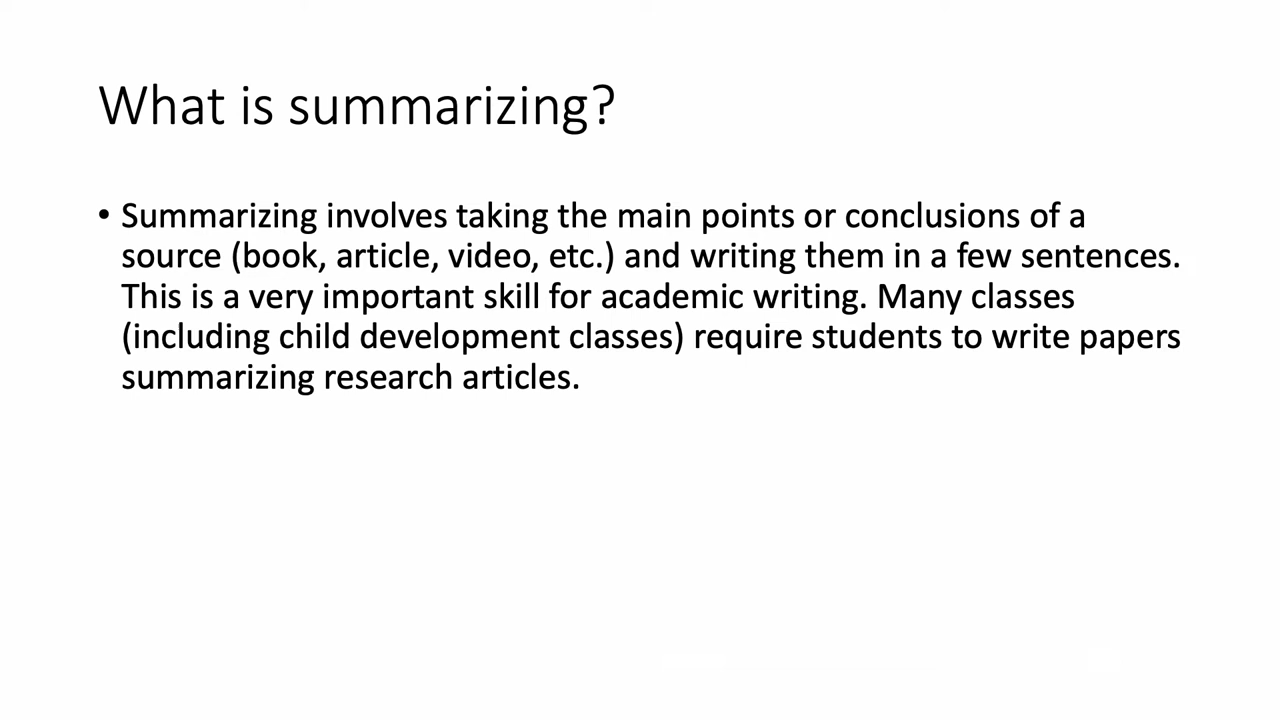 What is summarizing?
• Summarizing involves taking the main points or conclusions of a
source (book, article, video, etc.) and writing them in a few sentences.
This is a very important skill for academic writing. Many classes
(including child development classes) require students to write papers
summarizing research articles.